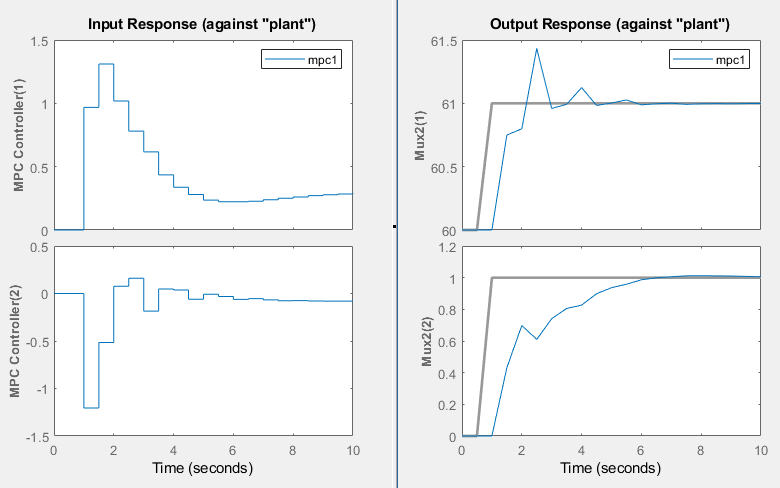 Input Response (against "plant")
MPC Controller(1)
1.5
1
0.5
0
mpc1
MPC Controller(2)
0.5
0
-0.5
-1
-1.5
0 2 4 6 8 10
Time (seconds)
Output Response (against "plant")
Mux2(1)
61.5
61
60.5
60
mpc1
Mux2(2)
1.2
1
0.8
0.6
0.4
0.2
0
0 2 4 6 8 10
Time (seconds)